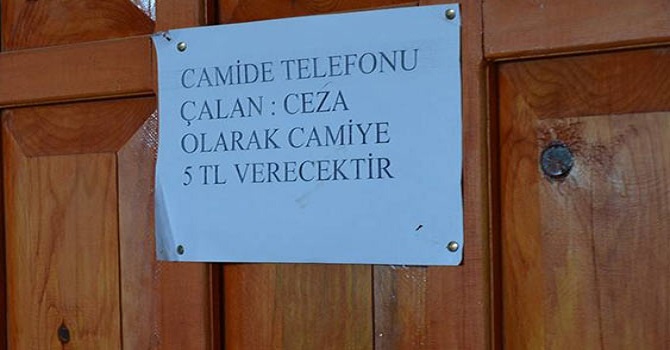 CAMİDE TELEFONU
ÇALAN : CEZA
OLARAK CAMİYE
5 TL VERECEKTİR